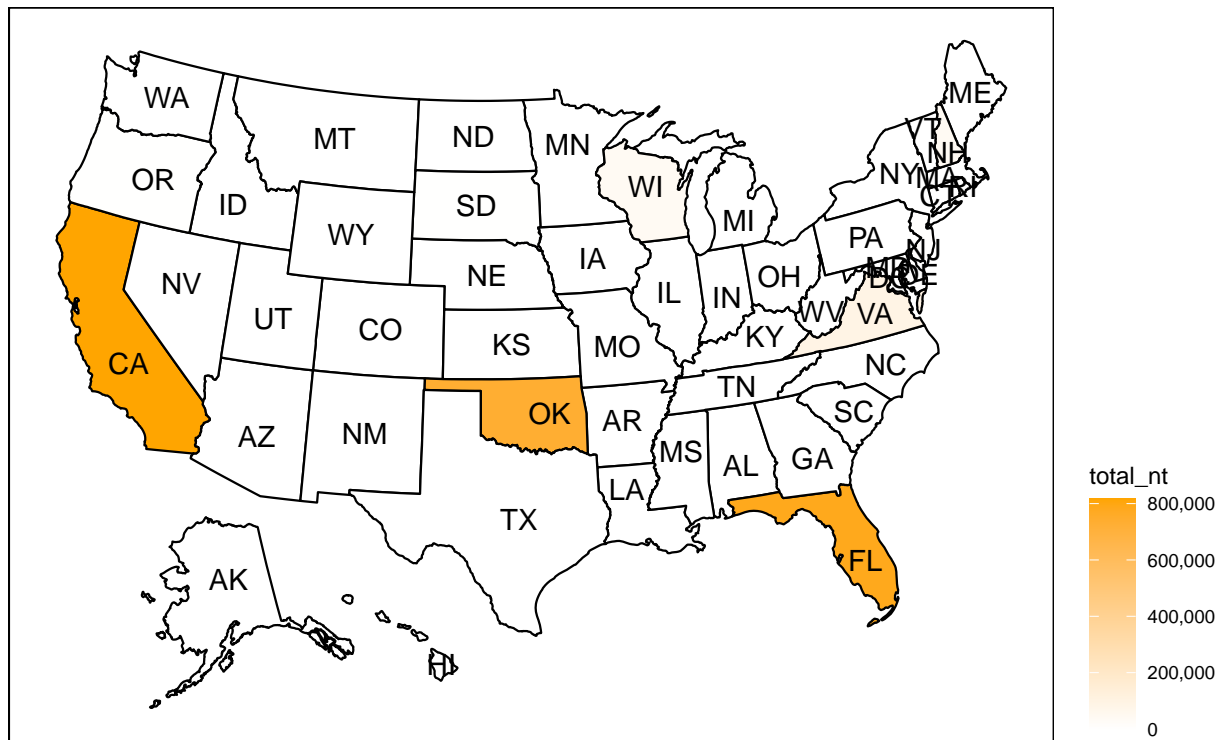 WA
MT
ND
MN
ME
VT
NH
OR
ID
SD
WI
NY
MA
RI
CT
WY
MI
PA
NJ
NV
NE
IA
OH
MD
DE
DC
UT
CO
IL
IN
WV
VA
KS
MO
KY
CA
NC
TN
OK
AR
SC
AZ
NM
MS
AL
GA
LA
TX
FL
AK
HI
total_nt
800,000
600,000
400,000
200,000
0